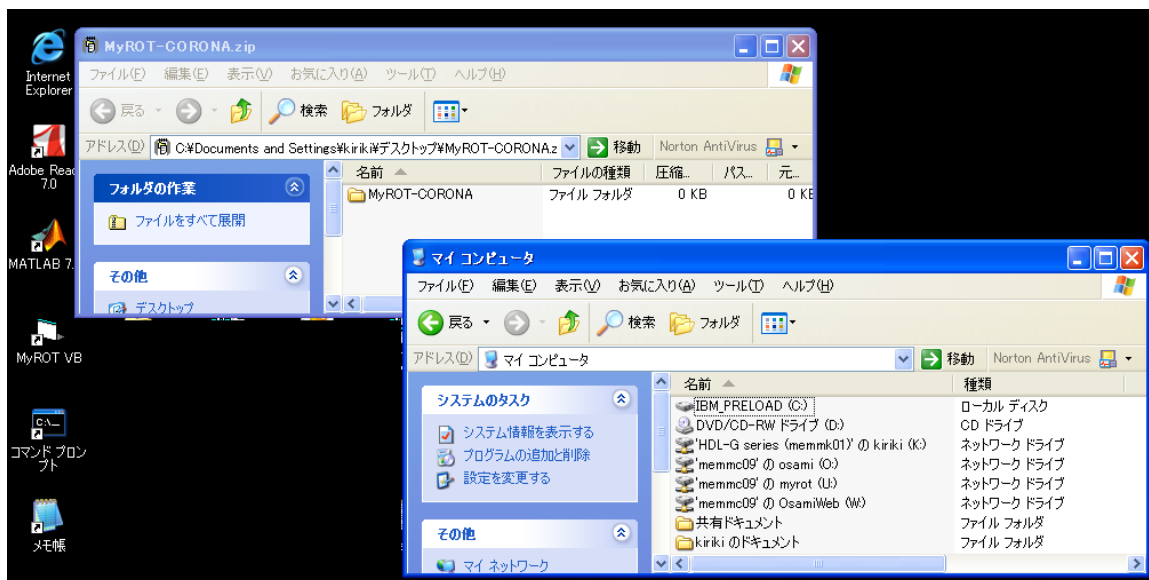 Internet
Explorer
Adobe Read
7.0
MATLAB 7.
MyROT VB
C:\_
コマンド プロン
プト
メモ帳
MyROT-CORONA.zip
ファイル(F) 編集(E) 表示(V) お気に入り(A) ツール(T) ヘルプ(H)
戻る 検索 フォルダ
アドレス(D) C:¥Documents and Settings¥kiriki¥デスクトップ¥MyROT-CORONA.z 移動 Norton AntiVirus
フォルダの作業
ファイルをすべて展開
その他
デスクトップ
名前 ファイルの種類 圧縮... パス... 元...
MyROT-CORONA ファイル フォルダ 0 KB 0 KB
マイ コンピュータ
ファイル(F) 編集(E) 表示(V) お気に入り(A) ツール(T) ヘルプ(H)
戻る 検索 フォルダ
アドレス(D) マイ コンピュータ 移動 Norton AntiVirus
システムのタスク
システム情報を表示する
プログラムの追加と削除
設定を変更する
その他
マイ ネットワーク
名前 種類
IBM_PRELOAD (C:) ローカル ディスク
DVD/CD-RW ドライブ (D:) CD ドライブ
'HDL-G series (memmk01)' の kiriki (K:) ネットワーク ドライブ
'memmc09' の osami (O:) ネットワーク ドライブ
'memmc09' の myrot (U:) ネットワーク ドライブ
'memmc09' の OsamiWeb (W:) ネットワーク ドライブ
共有ドキュメント ファイル フォルダ
kiriki のドキュメント ファイル フォルダ